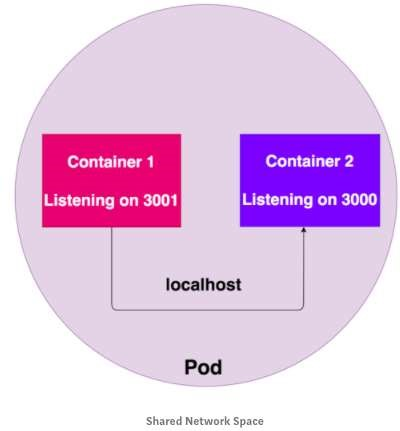 Container 1
Listening on 3001
Container 2
Listening on 3000
localhost
Pod
Shared Network Space